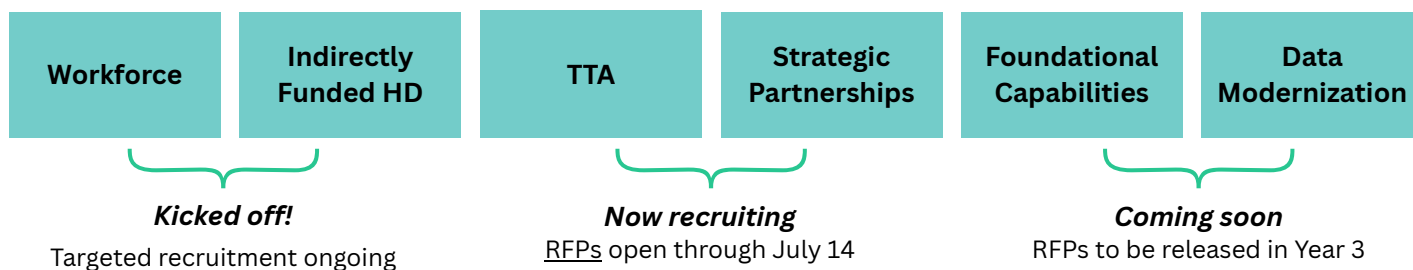 Workforce
Indirectly
Funded HD
TTA
Strategic
Partnerships
Foundational
Capabilities
Data
Modernization
Kicked off!
Targeted recruitment ongoing
Now recruiting
RFPs open through July 14
Coming soon
RFPs to be released in Year 3